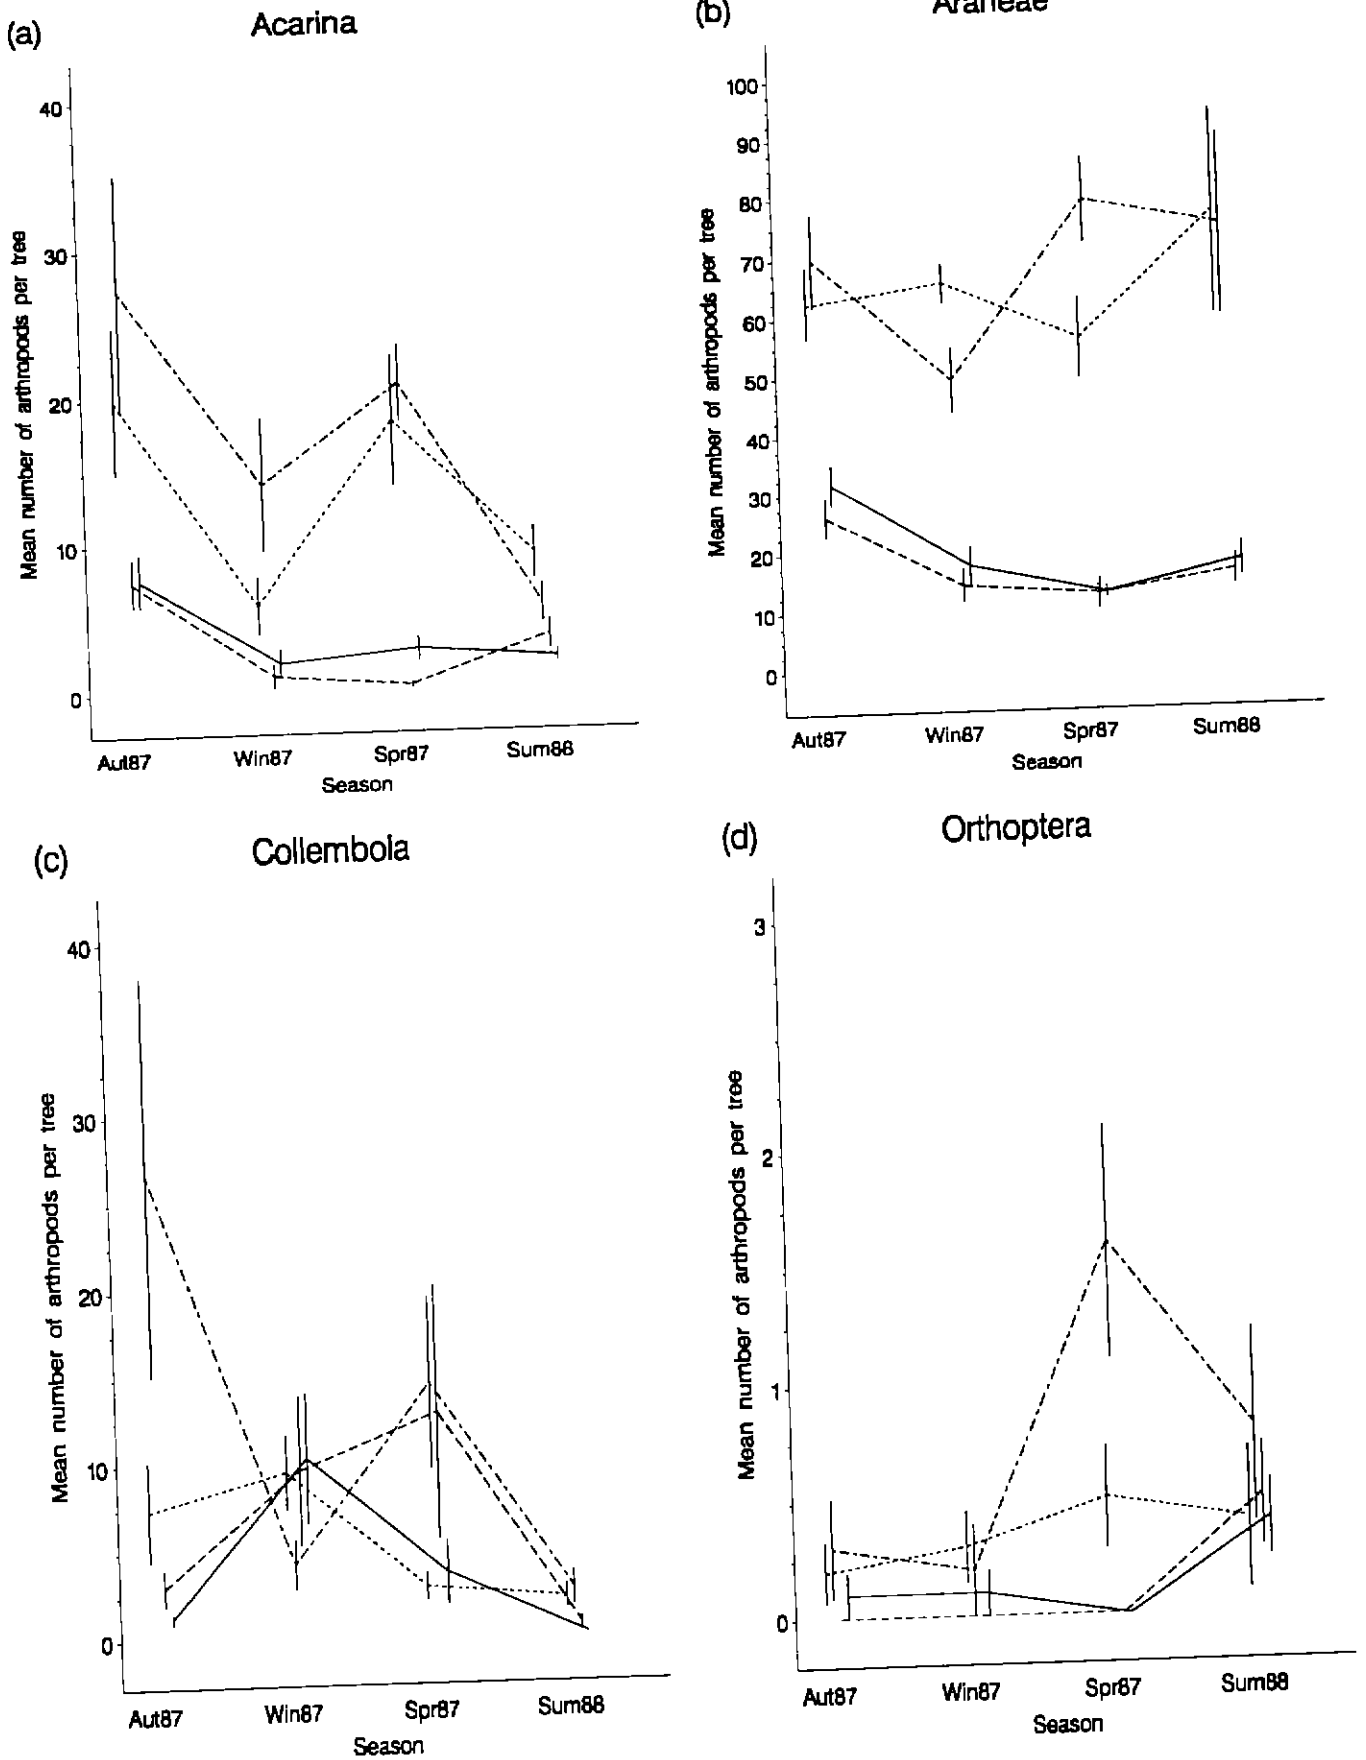 (a)
Acarina
40
30
20
10
0
Mean number of arthropods per tree
Aut87
Win87
Spr87
Sum88
Season
(b)
Araneae
100
90
80
70
60
50
40
30
20
10
0
Mean number of arthropods per tree
Aut87
Win87
Spr87
Sum88
Season
(c)
Collembola
40
30
20
10
0
Mean number of arthropods per tree
Aut87
Win87
Spr87
Sum88
Season
(d)
Orthoptera
3
2
1
0
Mean number of arthropods per tree
Aut87
Win87
Spr87
Sum88
Season